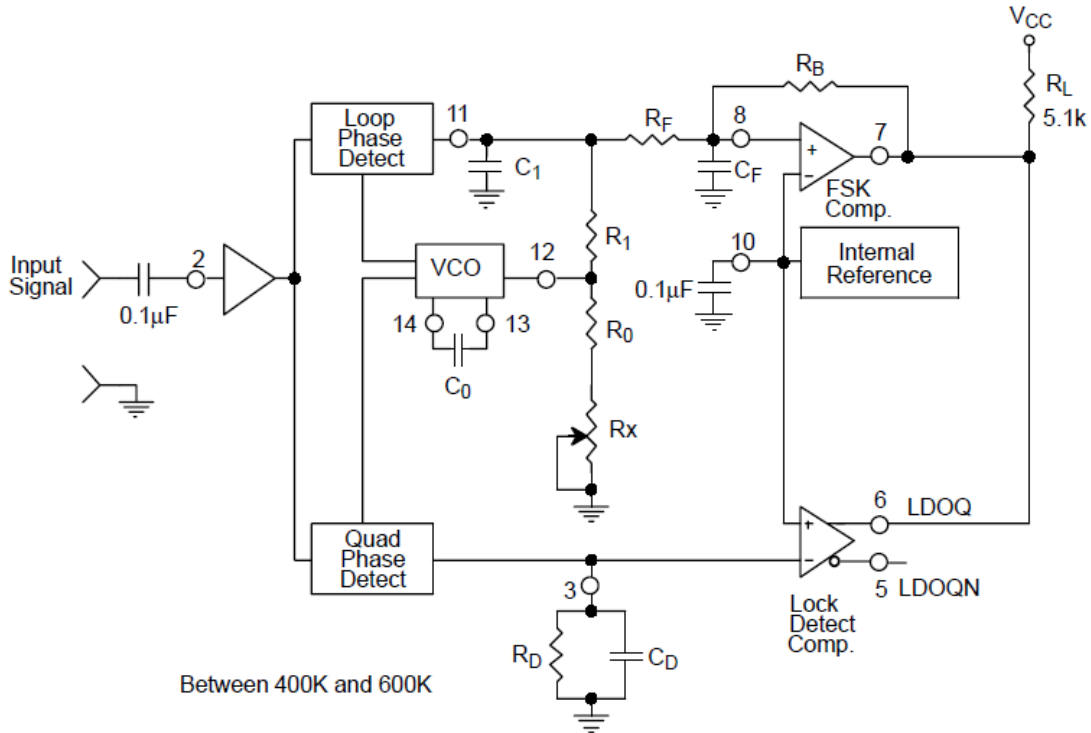 VCC
RB
RL
5.1k
Loop
Phase
Detect
11
RF
8
7
C1
CF
+
−
FSK
Comp.
R1
10
Internal
Reference
Input
Signal
2
0.1µF
VCO
12
0.1µF
14
13
R0
C0
Rx
6
LDOQ
Quad
Phase
Detect
+
−
5
LDOQN
3
Lock
Detect
Comp.
RD
CD
Between 400K and 600K